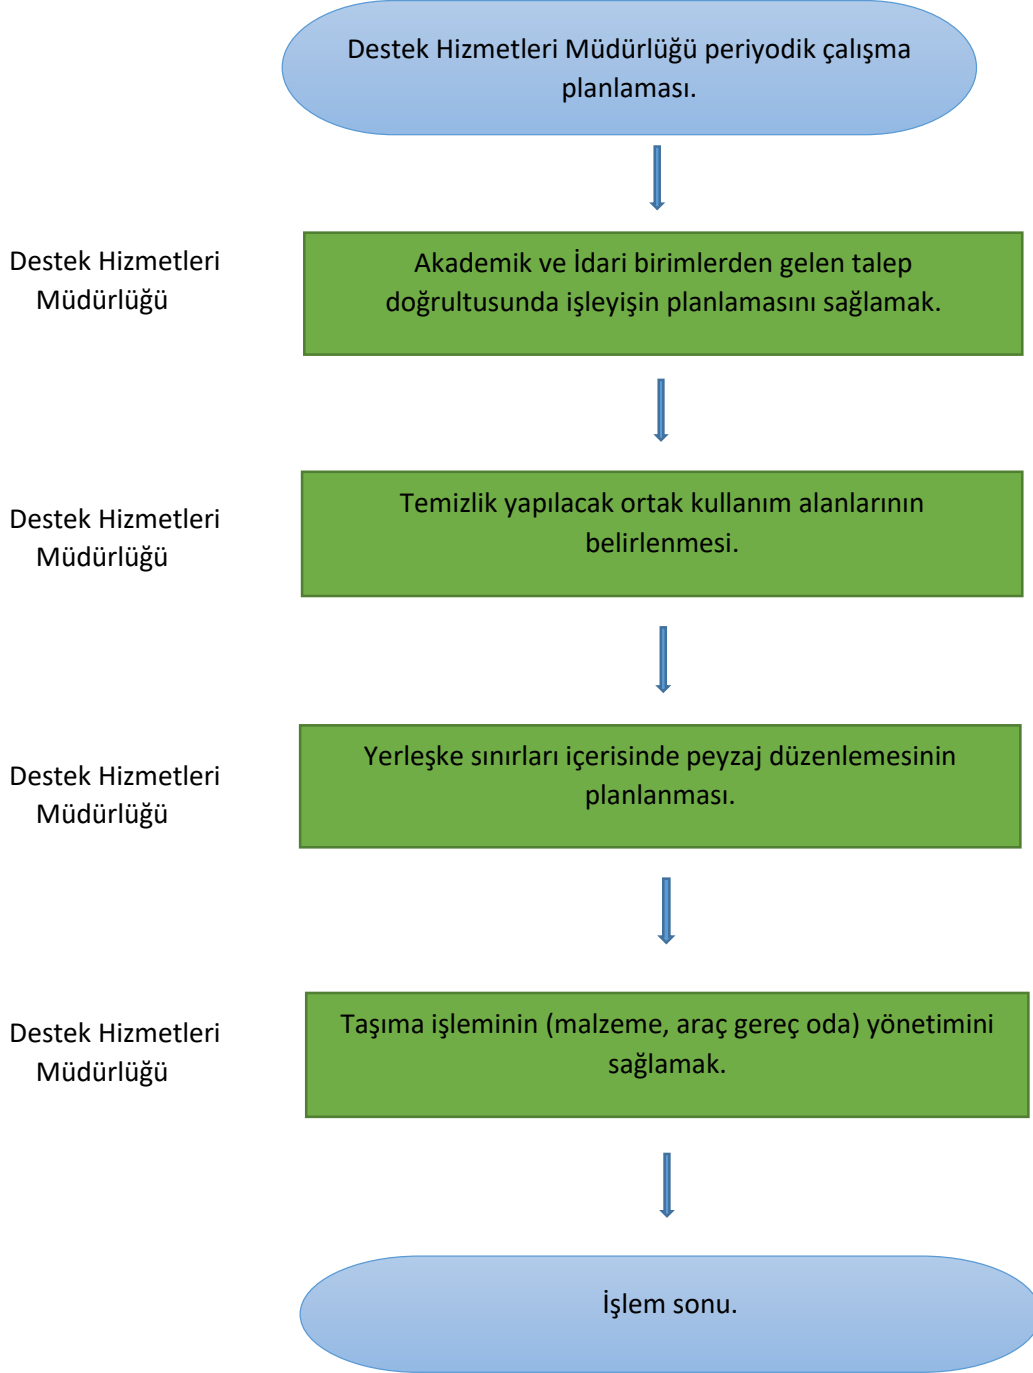 Destek Hizmetleri Müdürlüğü periyodik çalışma
planlaması.
Destek Hizmetleri
Müdürlüğü
Akademik ve İdari birimlerden gelen talep
doğrultusunda işleyişin planlamasını sağlamak.
Destek Hizmetleri
Müdürlüğü
Temizlik yapılacak ortak kullanım alanlarının
belirlenmesi.
Destek Hizmetleri
Müdürlüğü
Yerleşke sınırları içerisinde peyzaj düzenlemesinin
planlanması.
Destek Hizmetleri
Müdürlüğü
Taşıma işleminin (malzeme, araç gereç oda) yönetimini
sağlamak.
İşlem sonu.